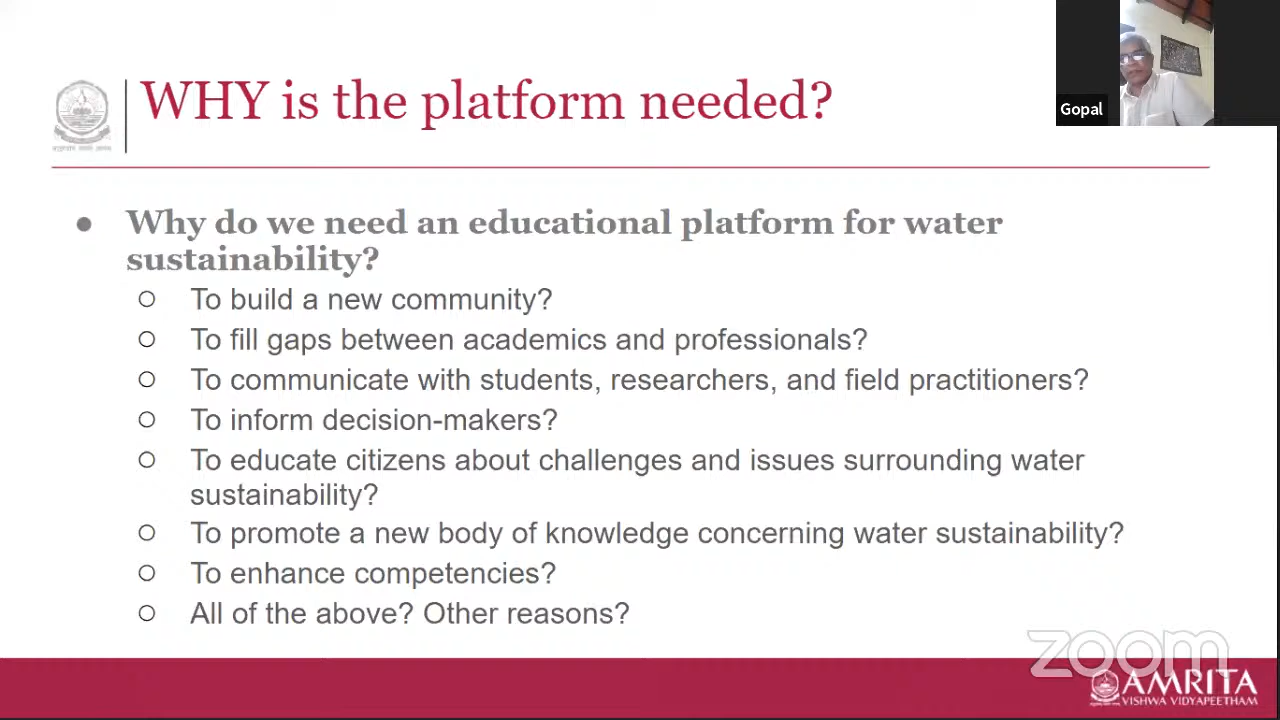 WHY is the platform needed?
Gopal
● Why do we need an educational platform for water
sustainability?
○ To build a new community?
○ To fill gaps between academics and professionals?
○ To communicate with students, researchers, and field practitioners?
○ To inform decision-makers?
○ To educate citizens about challenges and issues surrounding water
sustainability?
○ To promote a new body of knowledge concerning water sustainability?
○ To enhance competencies?
○ All of the above? Other reasons?
zoom
AMRITA
VISHWA VIDYAPEETHAM